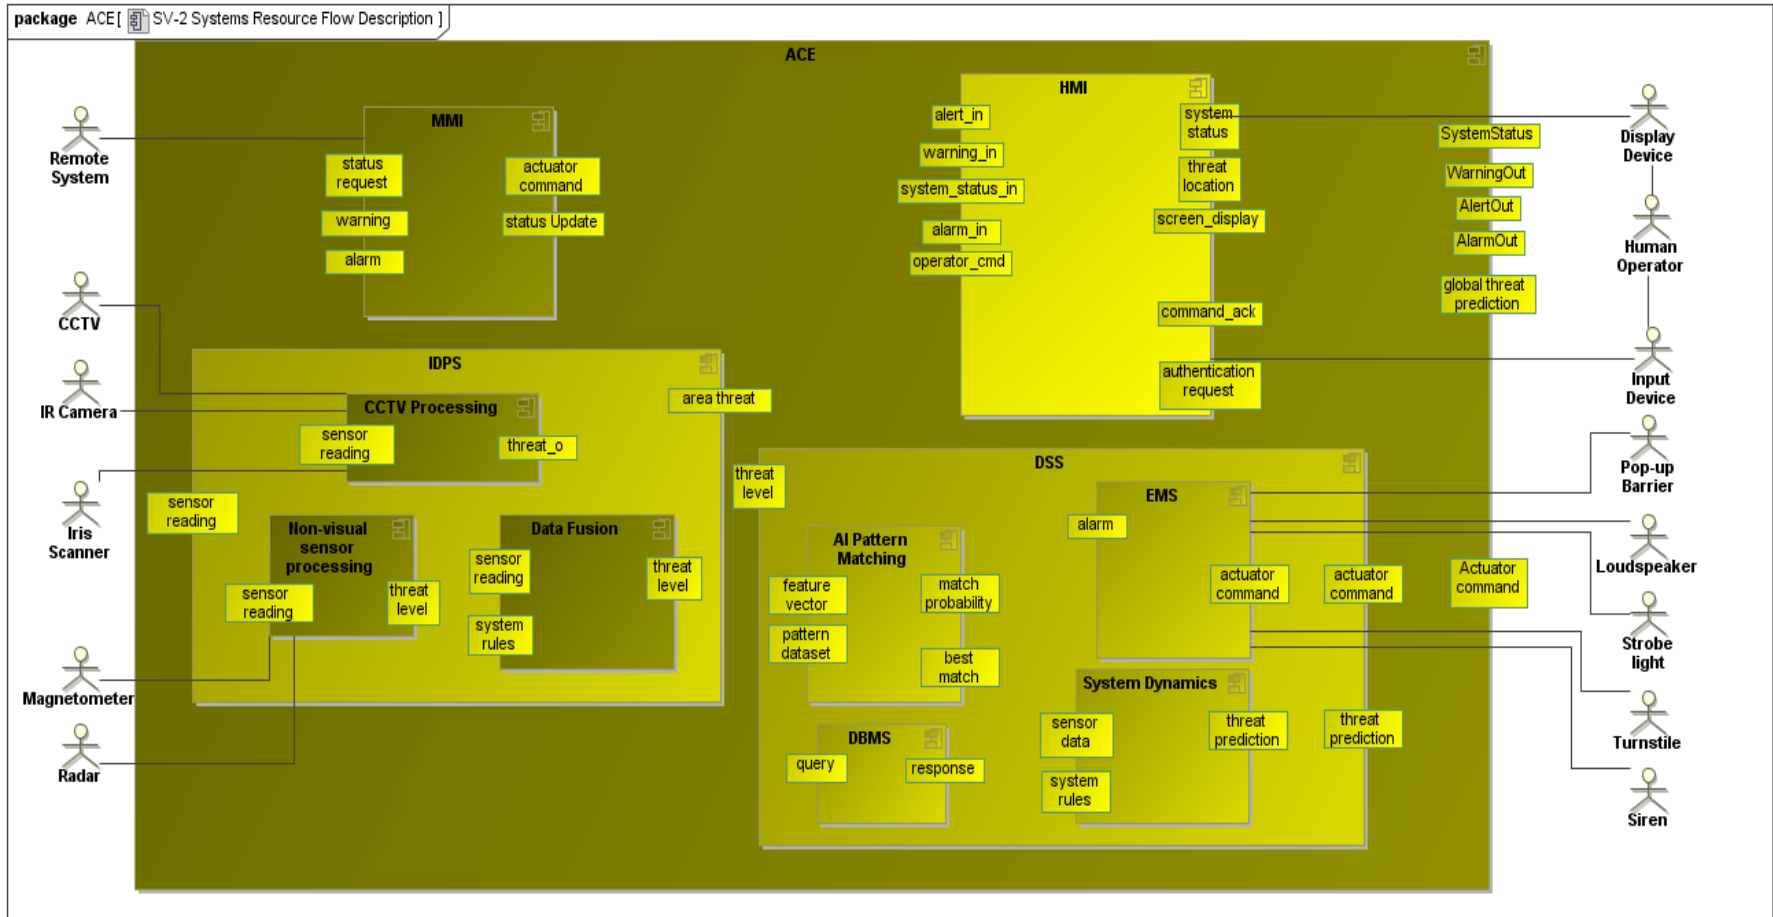 package ACE[ SV-2 Systems Resource Flow Description ]
ACE
Remote
System
MMI
status
request
warning
alarm
actuator
command
status Update
HMI
alert_in
warning_in
system_status_in
alarm_in
operator_cmd
system
status
threat
location
screen_display
command_ack
authentication
request
SystemStatus
WarningOut
AlertOut
AlarmOut
global threat
prediction
Display
Device
Human
Operator
Input
Device
CCTV
IR Camera
Iris
Scanner
Magnetometer
Radar
IDPS
area threat
CCTV Processing
sensor
reading
threat_o
sensor
reading
Non-visual
sensor
processing
sensor
reading
threat
level
Data Fusion
sensor
reading
system
rules
threat
level
DSS
threat
level
AI Pattern
Matching
feature
vector
pattern
dataset
match
probability
best
match
DBMS
query
response
EMS
alarm
actuator
command
actuator
command
Actuator
command
System Dynamics
sensor
data
system
rules
threat
prediction
threat
prediction
Pop-up
Barrier
Loudspeaker
Strobe
light
Turnstile
Siren